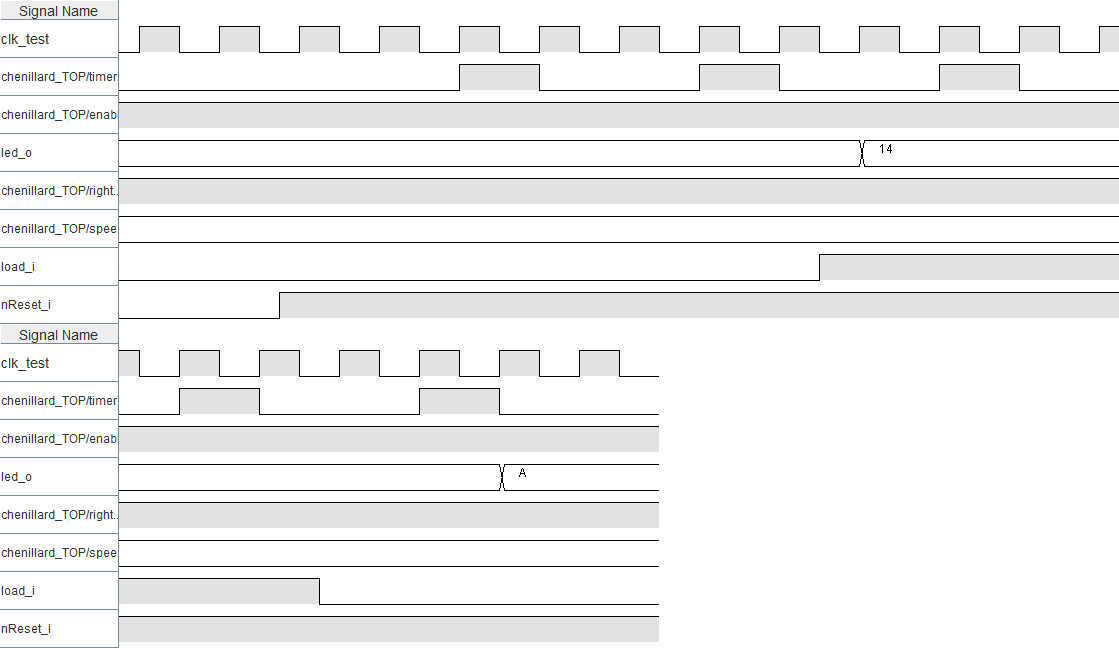 Signal Name
clk_test
chenillard_TOP/timer
chenillard_TOP/enab
led_o 14
chenillard_TOP/right..
chenillard_TOP/spee
load_i
nReset_i
Signal Name
clk_test
chenillard_TOP/timer
chenillard_TOP/enab
led_o A
chenillard_TOP/right..
chenillard_TOP/spee
load_i
nReset_i